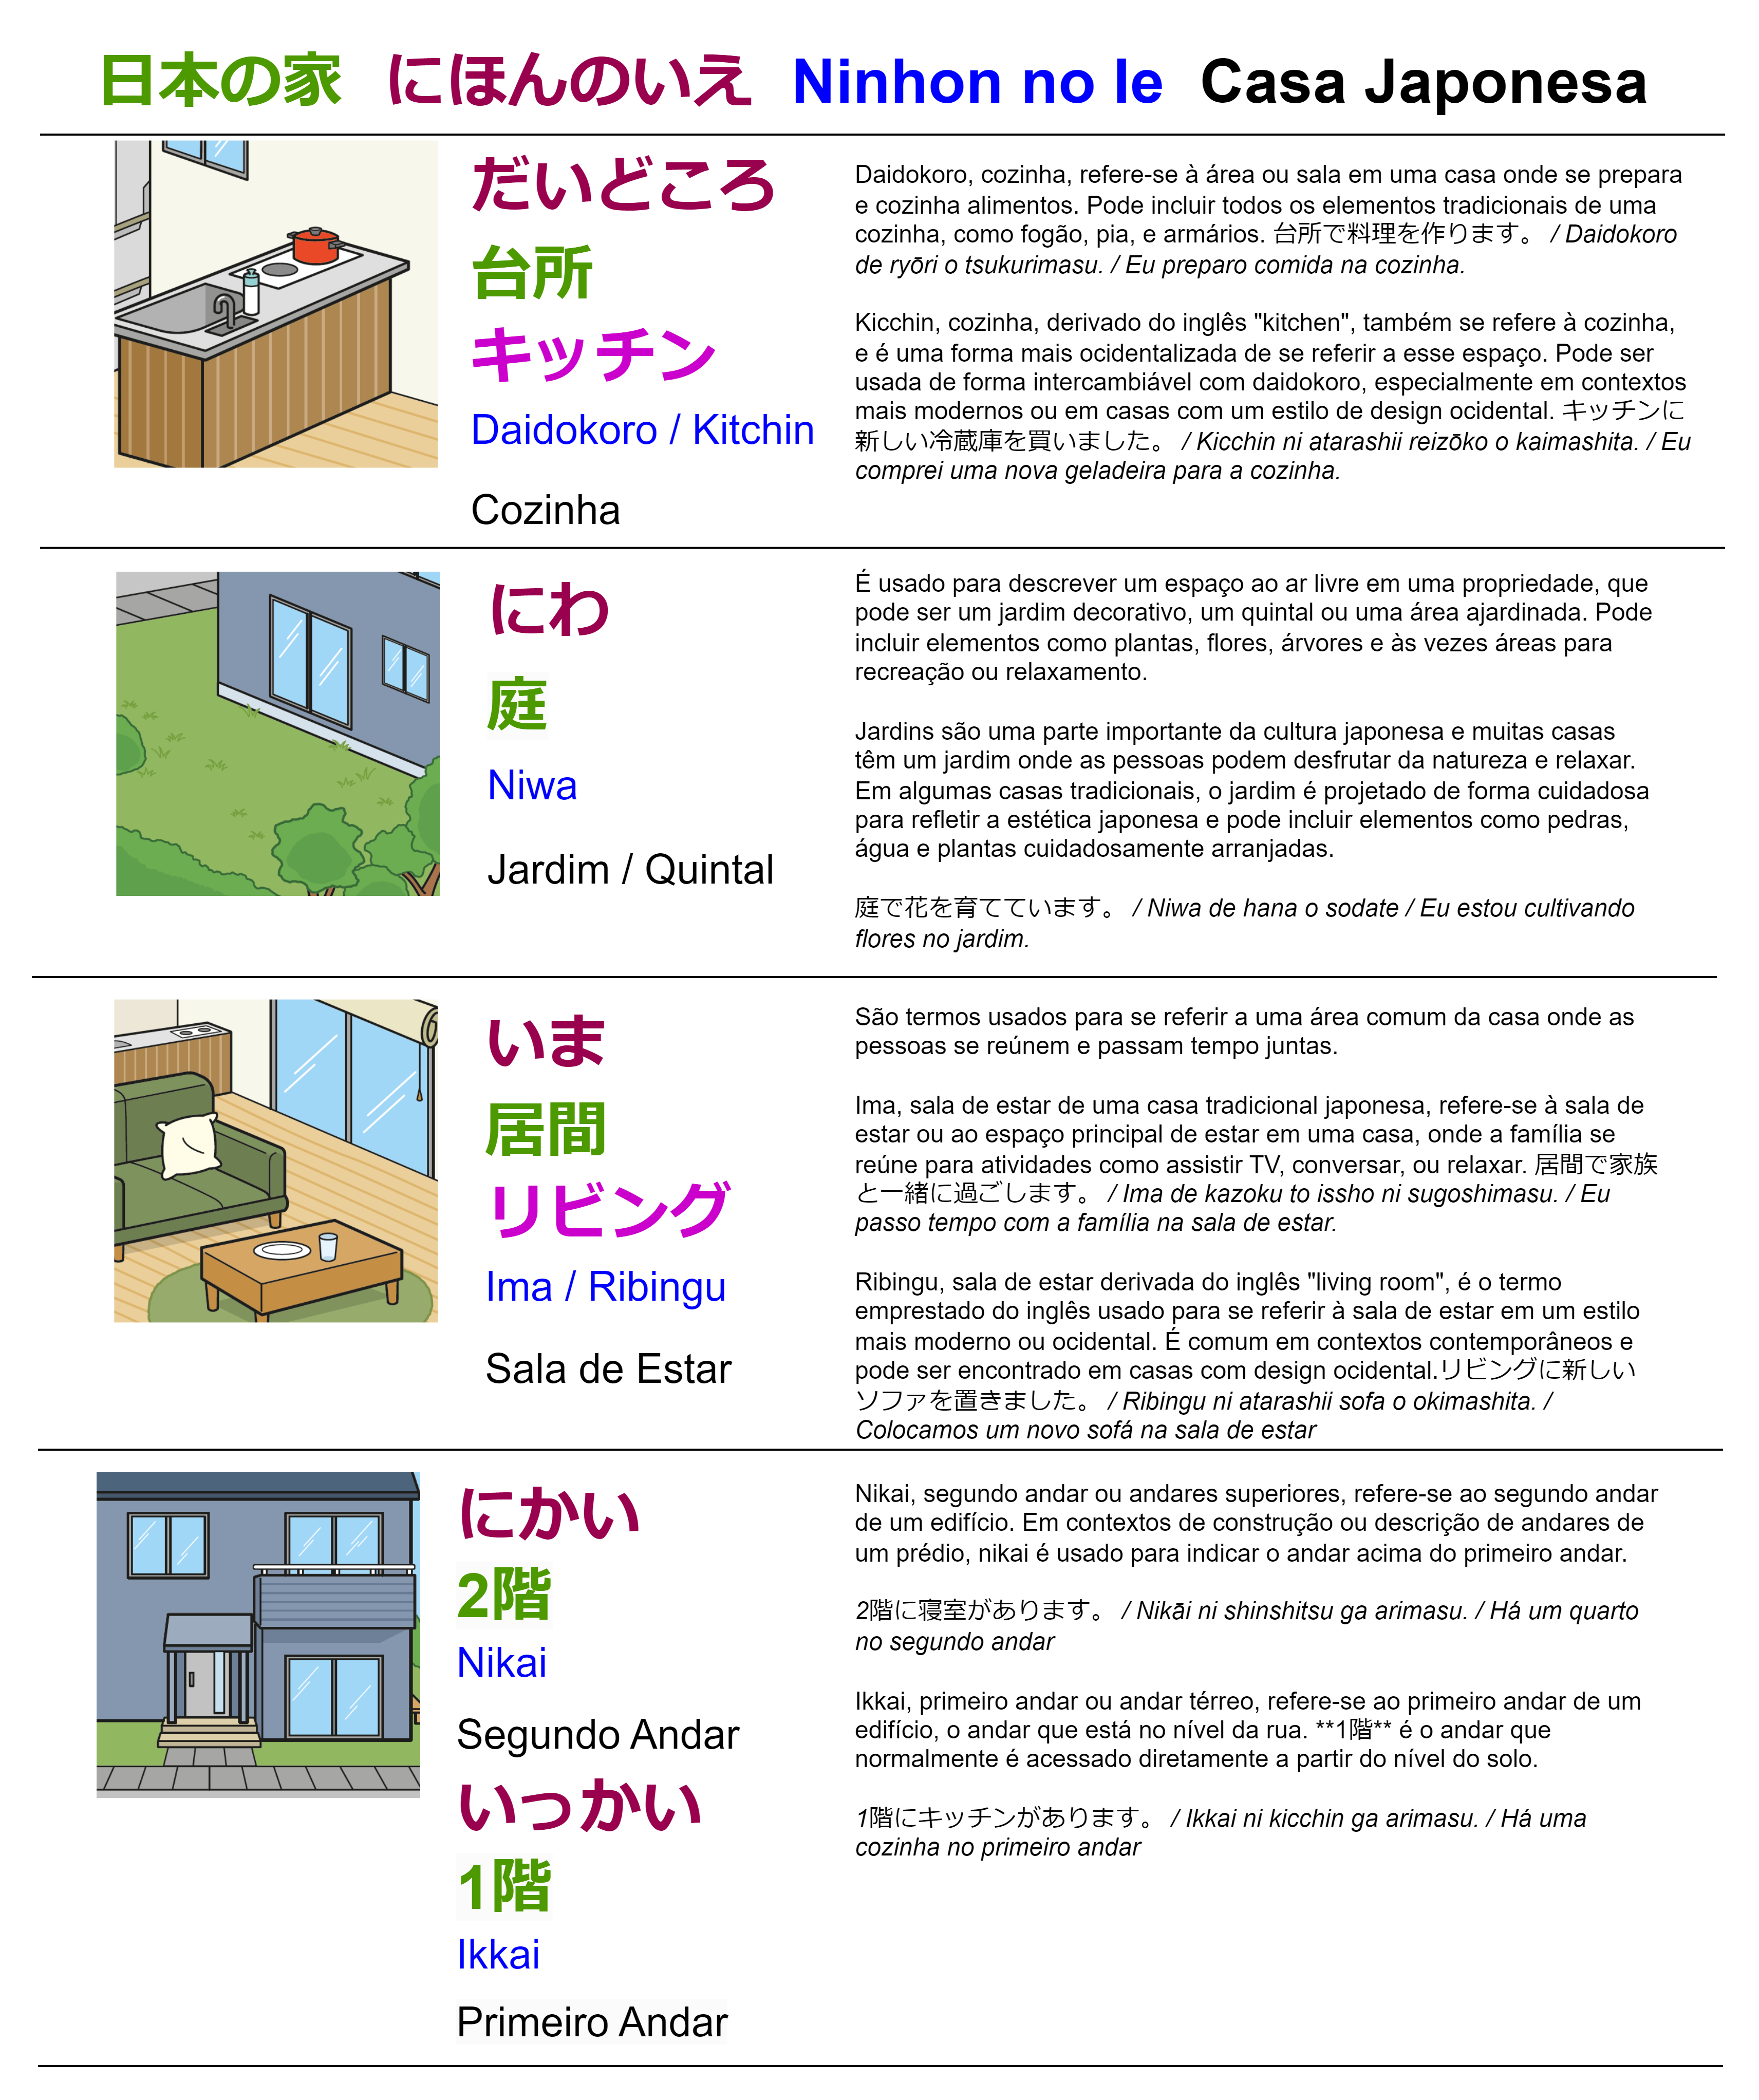 日本の家 にほんのいえ Ninhon no Ie Casa Japonesa
だいどころ
台所
キッチン
Daidokoro / Kitchin
Cozinha
Daidokoro, cozinha, refere-se à área ou sala em uma casa onde se prepara
e cozinha alimentos. Pode incluir todos os elementos tradicionais de uma
cozinha, como fogão, pia, e armários. 台所で料理を作ります。 / Daidokoro
de ryōri o tsukurimasu. / Eu preparo comida na cozinha.
Kicchin, cozinha, derivado do inglês "kitchen", também se refere à cozinha,
e é uma forma mais ocidentalizada de se referir a esse espaço. Pode ser
usada de forma intercambiável com daidokoro, especialmente em contextos
mais modernos ou em casas com um estilo de design ocidental. キッチンに
新しい冷蔵庫を買いました。 / Kicchin ni atarashii reizōko o kaimashita. / Eu
comprei uma nova geladeira para a cozinha.
にわ
庭
Niwa
Jardim / Quintal
É usado para descrever um espaço ao ar livre em uma propriedade, que
pode ser um jardim decorativo, um quintal ou uma área ajardinada. Pode
incluir elementos como plantas, flores, árvores e às vezes áreas para
recreação ou relaxamento.
Jardins são uma parte importante da cultura japonesa e muitas casas
têm um jardim onde as pessoas podem desfrutar da natureza e relaxar.
Em algumas casas tradicionais, o jardim é projetado de forma cuidadosa
para refletir a estética japonesa e pode incluir elementos como pedras,
água e plantas cuidadosamente arranjadas.
庭で花を育てています。 / Niwa de hana o sodate / Eu estou cultivando
flores no jardim.
いま
居間
リビング
Ima / Ribingu
Sala de Estar
São termos usados para se referir a uma área comum da casa onde as
pessoas se reúnem e passam tempo juntas.
Ima, sala de estar de uma casa tradicional japonesa, refere-se à sala de
estar ou ao espaço principal de estar em uma casa, onde a família se
reúne para atividades como assistir TV, conversar, ou relaxar. 居間で家族
と一緒に過ごします。 / Ima de kazoku to issho ni sugoshimasu. / Eu
passo tempo com a família na sala de estar.
Ribingu, sala de estar derivada do inglês "living room", é o termo
emprestado do inglês usado para se referir à sala de estar em um estilo
mais moderno ou ocidental. É comum em contextos contemporâneos e
pode ser encontrado em casas com design ocidental.リビングに新しい
ソファを置きました。 / Ribingu ni atarashii sofa o okimashita. /
Colocamos um novo sofá na sala de estar
にかい
2階
Nikai
Segundo Andar
いっかい
1階
Ikkai
Primeiro Andar
Nikai, segundo andar ou andares superiores, refere-se ao segundo andar
de um edifício. Em contextos de construção ou descrição de andares de
um prédio, nikai é usado para indicar o andar acima do primeiro andar.
2階に寝室があります。 / Nikāi ni shinshitsu ga arimasu. / Há um quarto
no segundo andar
Ikkai, primeiro andar ou andar térreo, refere-se ao primeiro andar de um
edifício, o andar que está no nível da rua. **1階** é o andar que
normalmente é acessado diretamente a partir do nível do solo.
1階にキッチンがあります。 / Ikkai ni kicchin ga arimasu. / Há uma
cozinha no primeiro andar